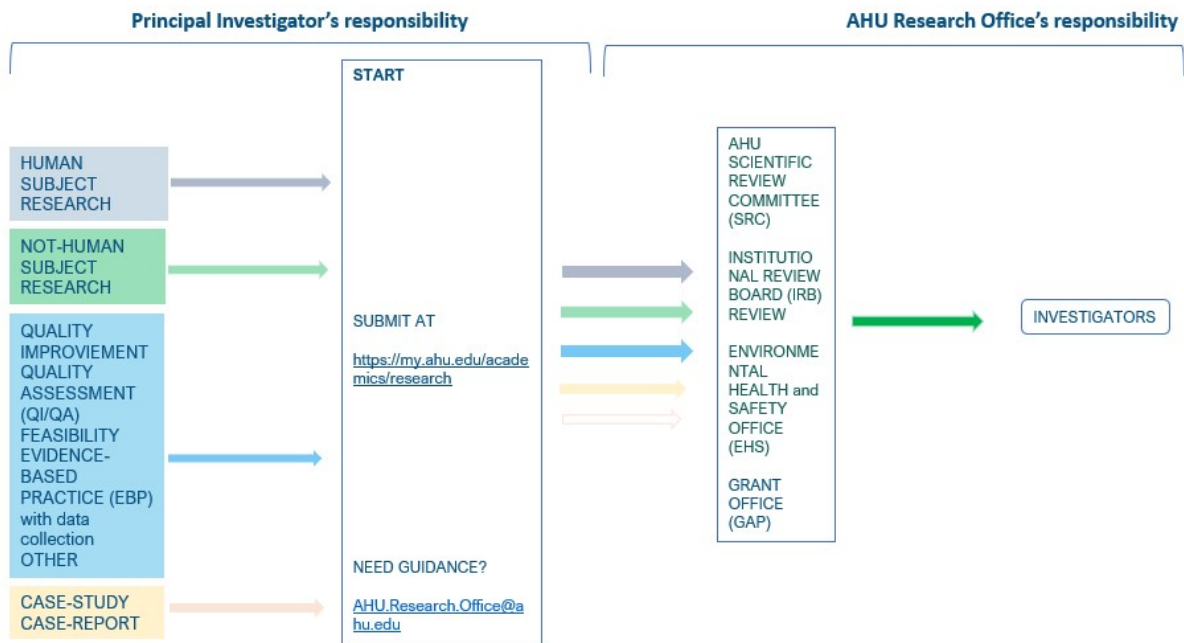 Principal Investigator's responsibility
AHU Research Office's responsibility
HUMAN
SUBJECT
RESEARCH
NOT-HUMAN
SUBJECT
RESEARCH
QUALITY
IMPROVIEMENT
QUALITY
ASSESSMENT
(QI/QA)
FEASIBILITY
EVIDENCE-
BASED
PRACTICE (EBP)
with data
collection
OTHER
CASE-STUDY
CASE-REPORT
START
SUBMIT AT
https://my.ahu.edu/acade
mics/research
NEED GUIDANCE?
AHU.Research.Office@a
hu.edu
AHU
SCIENTIFIC
REVIEW
COMMITTEE
(SRC)
INSTITUTIO
NAL REVIEW
BOARD (IRB)
REVIEW
ENVIRONME
NTAL
HEALTH and
SAFETY
OFFICE
(EHS)
GRANT
OFFICE
(GAP)
INVESTIGATORS